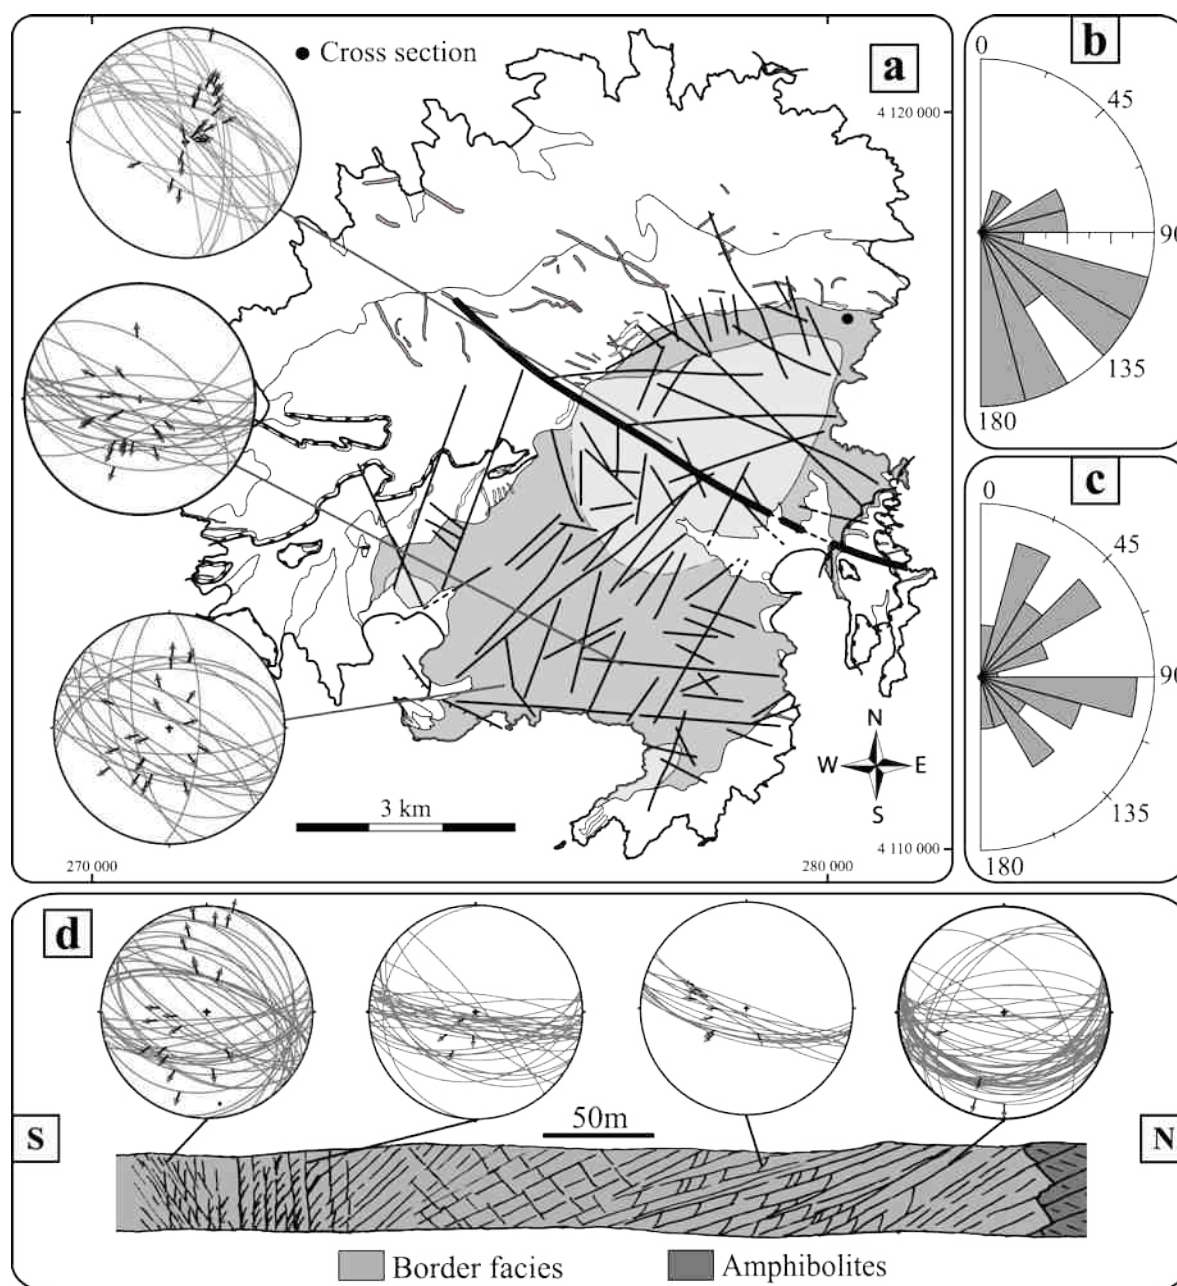 Cross section
a
4 120 000
N
W E
S
3 km
270 000
280 000
4 110 000
b
0
45
90
135
180
c
0
45
90
135
180
d
S
50m
N
Border facies
Amphibolites